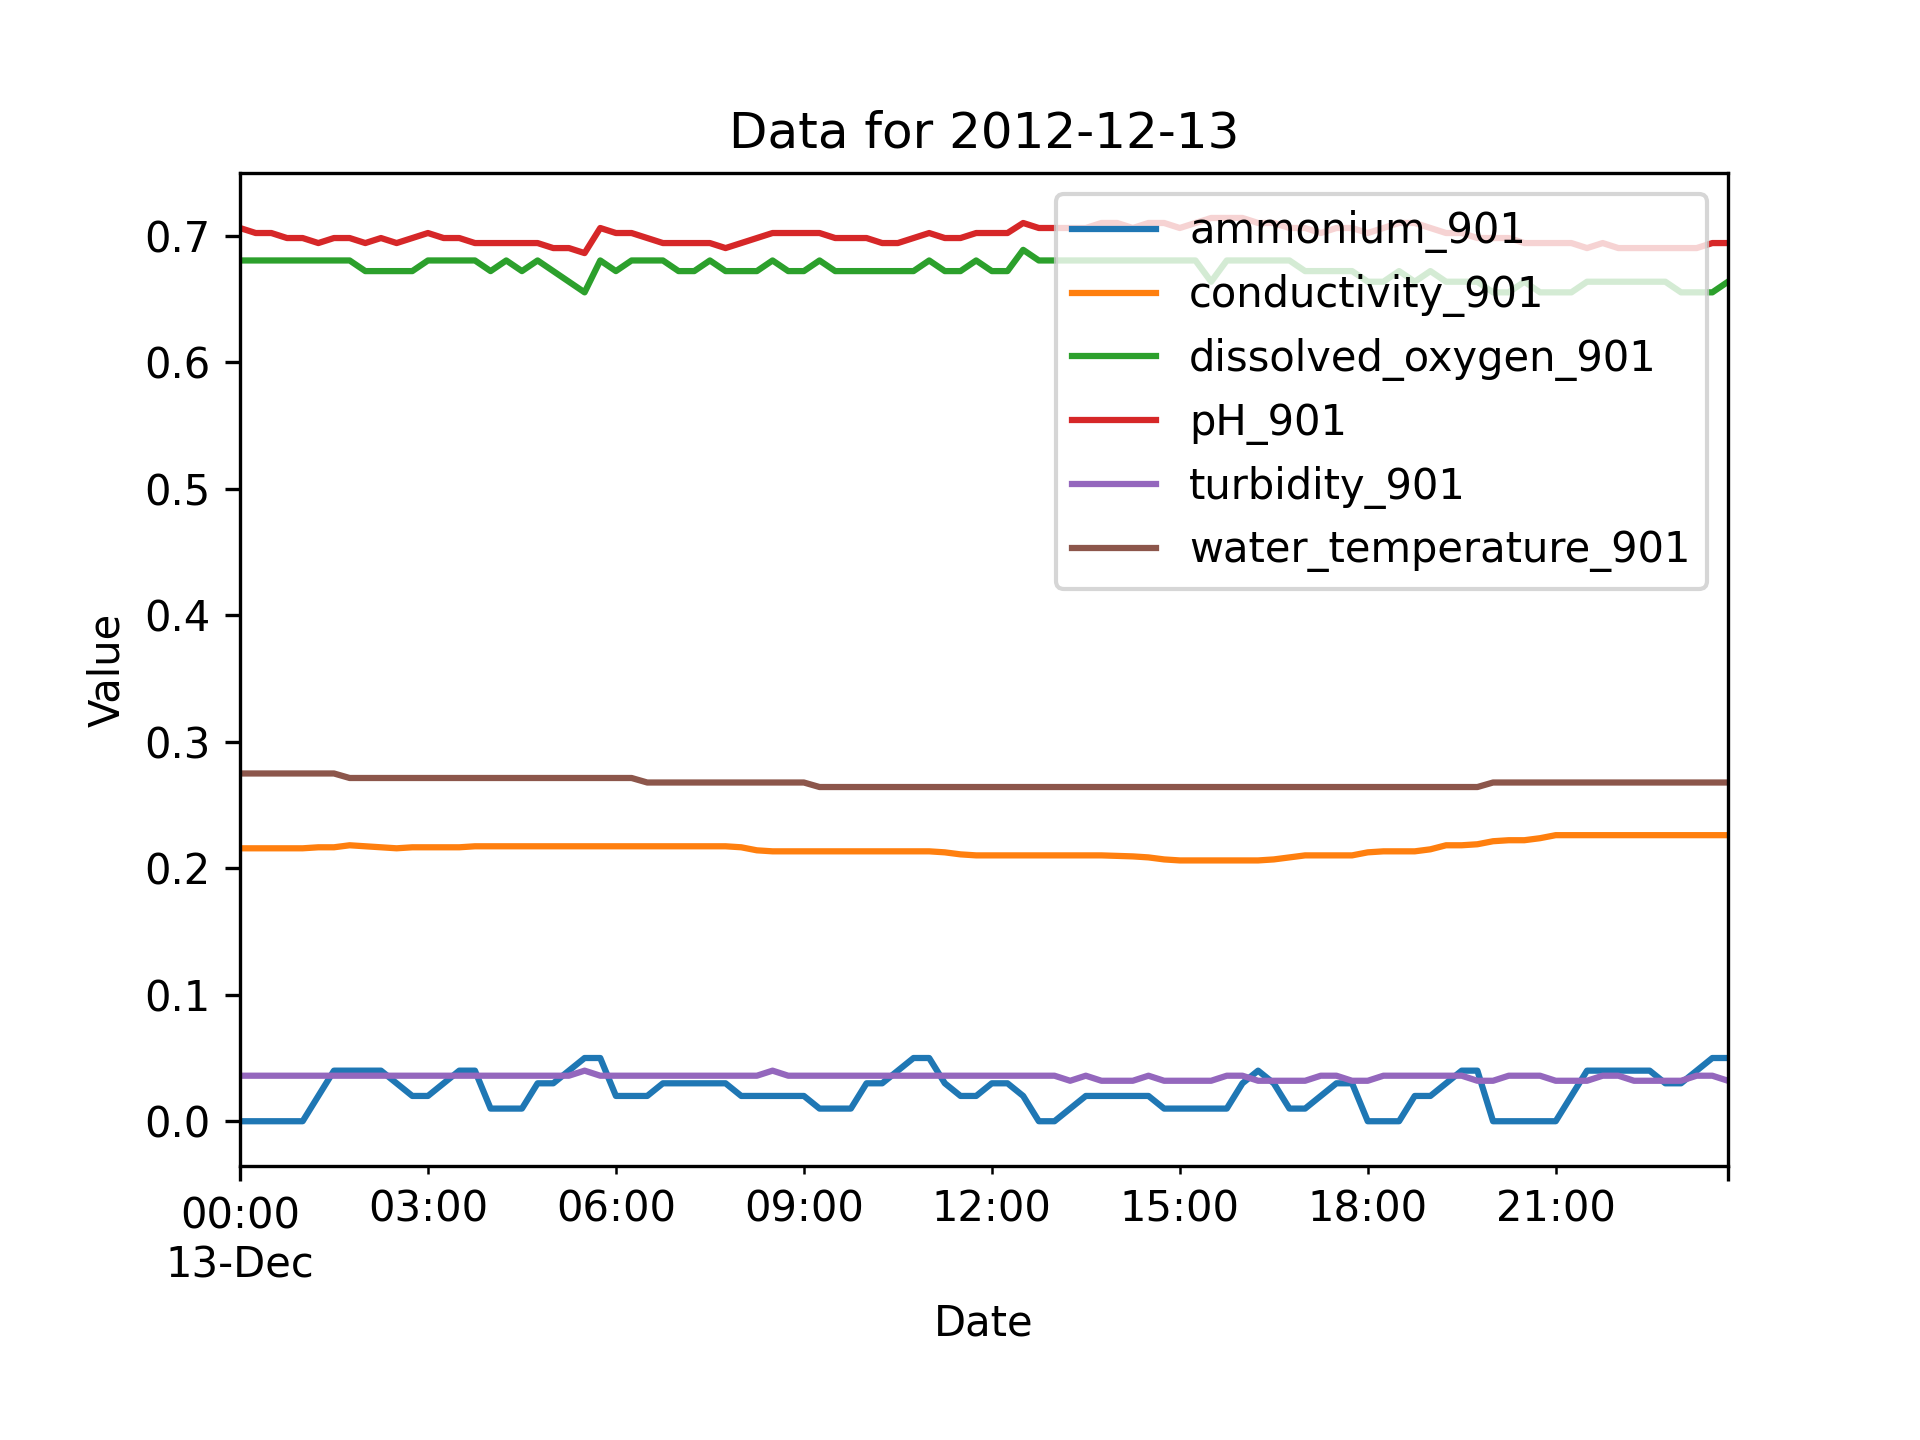 Data for 2012-12-13
ammonium_901
conductivity_901
dissolved_oxygen_901
pH_901
turbidity_901
water_temperature_901
Value
0.7
0.6
0.5
0.4
0.3
0.2
0.1
0.0
00:00 03:00 06:00 09:00 12:00 15:00 18:00 21:00
13-Dec
Date